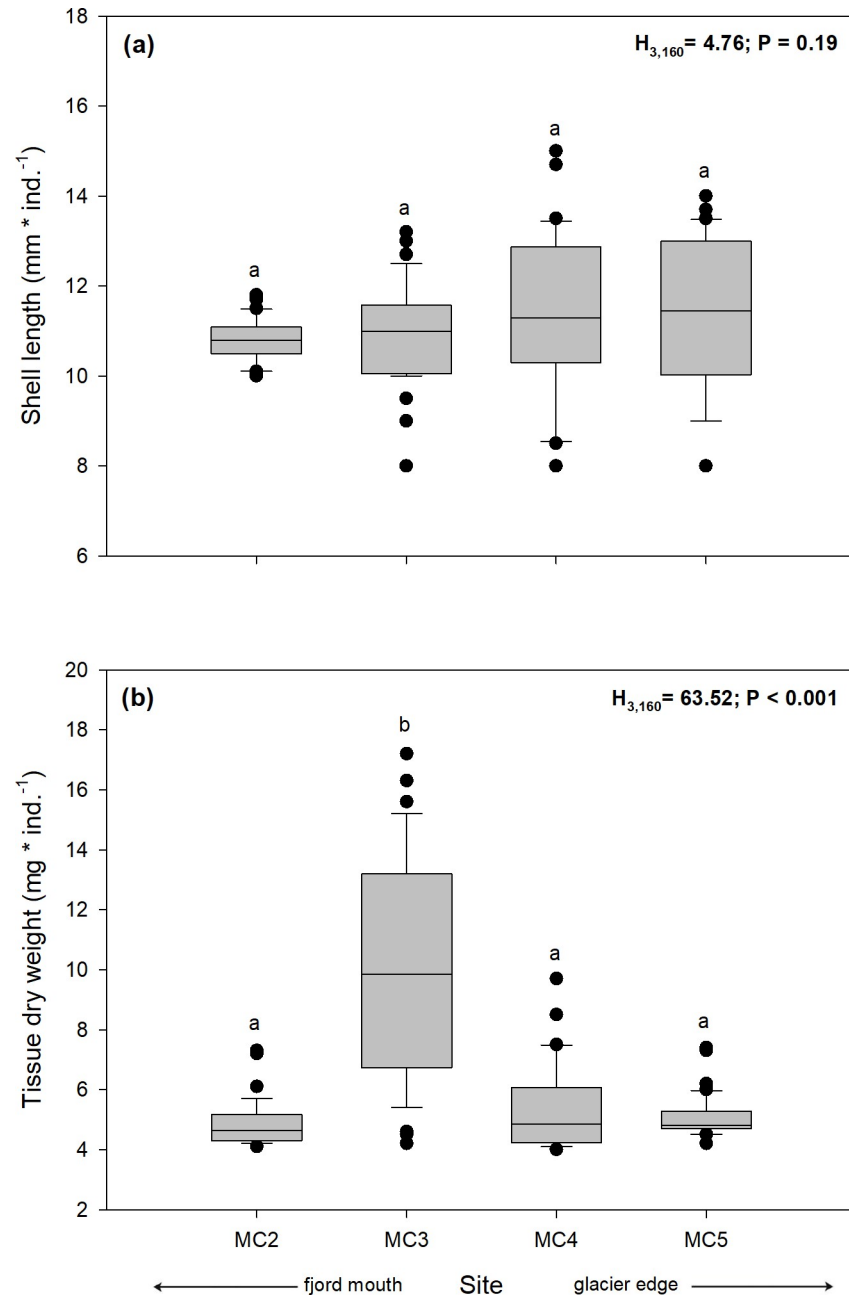 (a)
H3,160= 4.76; P = 0.19
Shell length (mm * ind.-1)
18
16
14
12
10
8
6
a
a
a
a
(b)
H3,160= 63.52; P < 0.001
Tissue dry weight (mg * ind.-1)
20
18
16
14
12
10
8
6
4
2
a
b
a
a
MC2 MC3 MC4 MC5
fjord mouth Site glacier edge